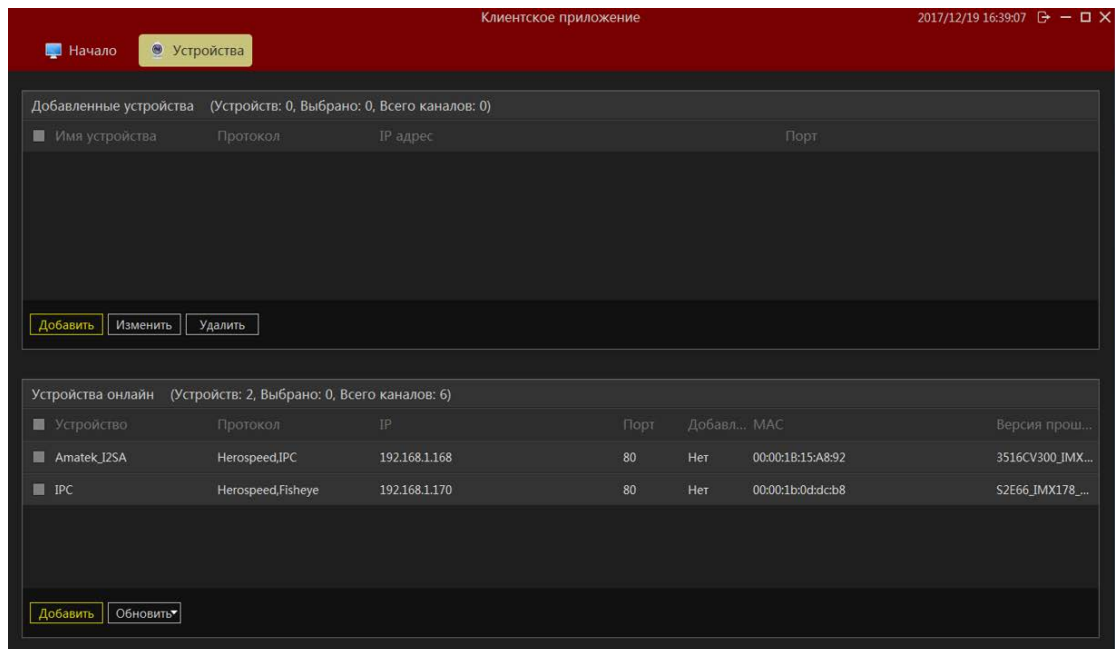 Клиентское приложение 2017/12/19 16:39:07
Начало Устройства
Добавленные устройства (Устройств: 0, Выбрано: 0, Всего каналов: 0)
Имя устройства Протокол IP адрес Порт
Добавить Изменить Удалить
Устройства онлайн (Устройств: 2, Выбрано: 0, Всего каналов: 6)
Устройство Протокол IP Порт Добавл... MAC Версия прош...
Amatek_I2SA Herospeed,IPC 192.168.1.168 80 Нет 00:00:1B:15:A8:92 3516CV300_IMX...
IPC Herospeed,Fisheye 192.168.1.170 80 Нет 00:00:1b:0d:dc:b8 S2E66_IMX178_...
Добавить Обновить